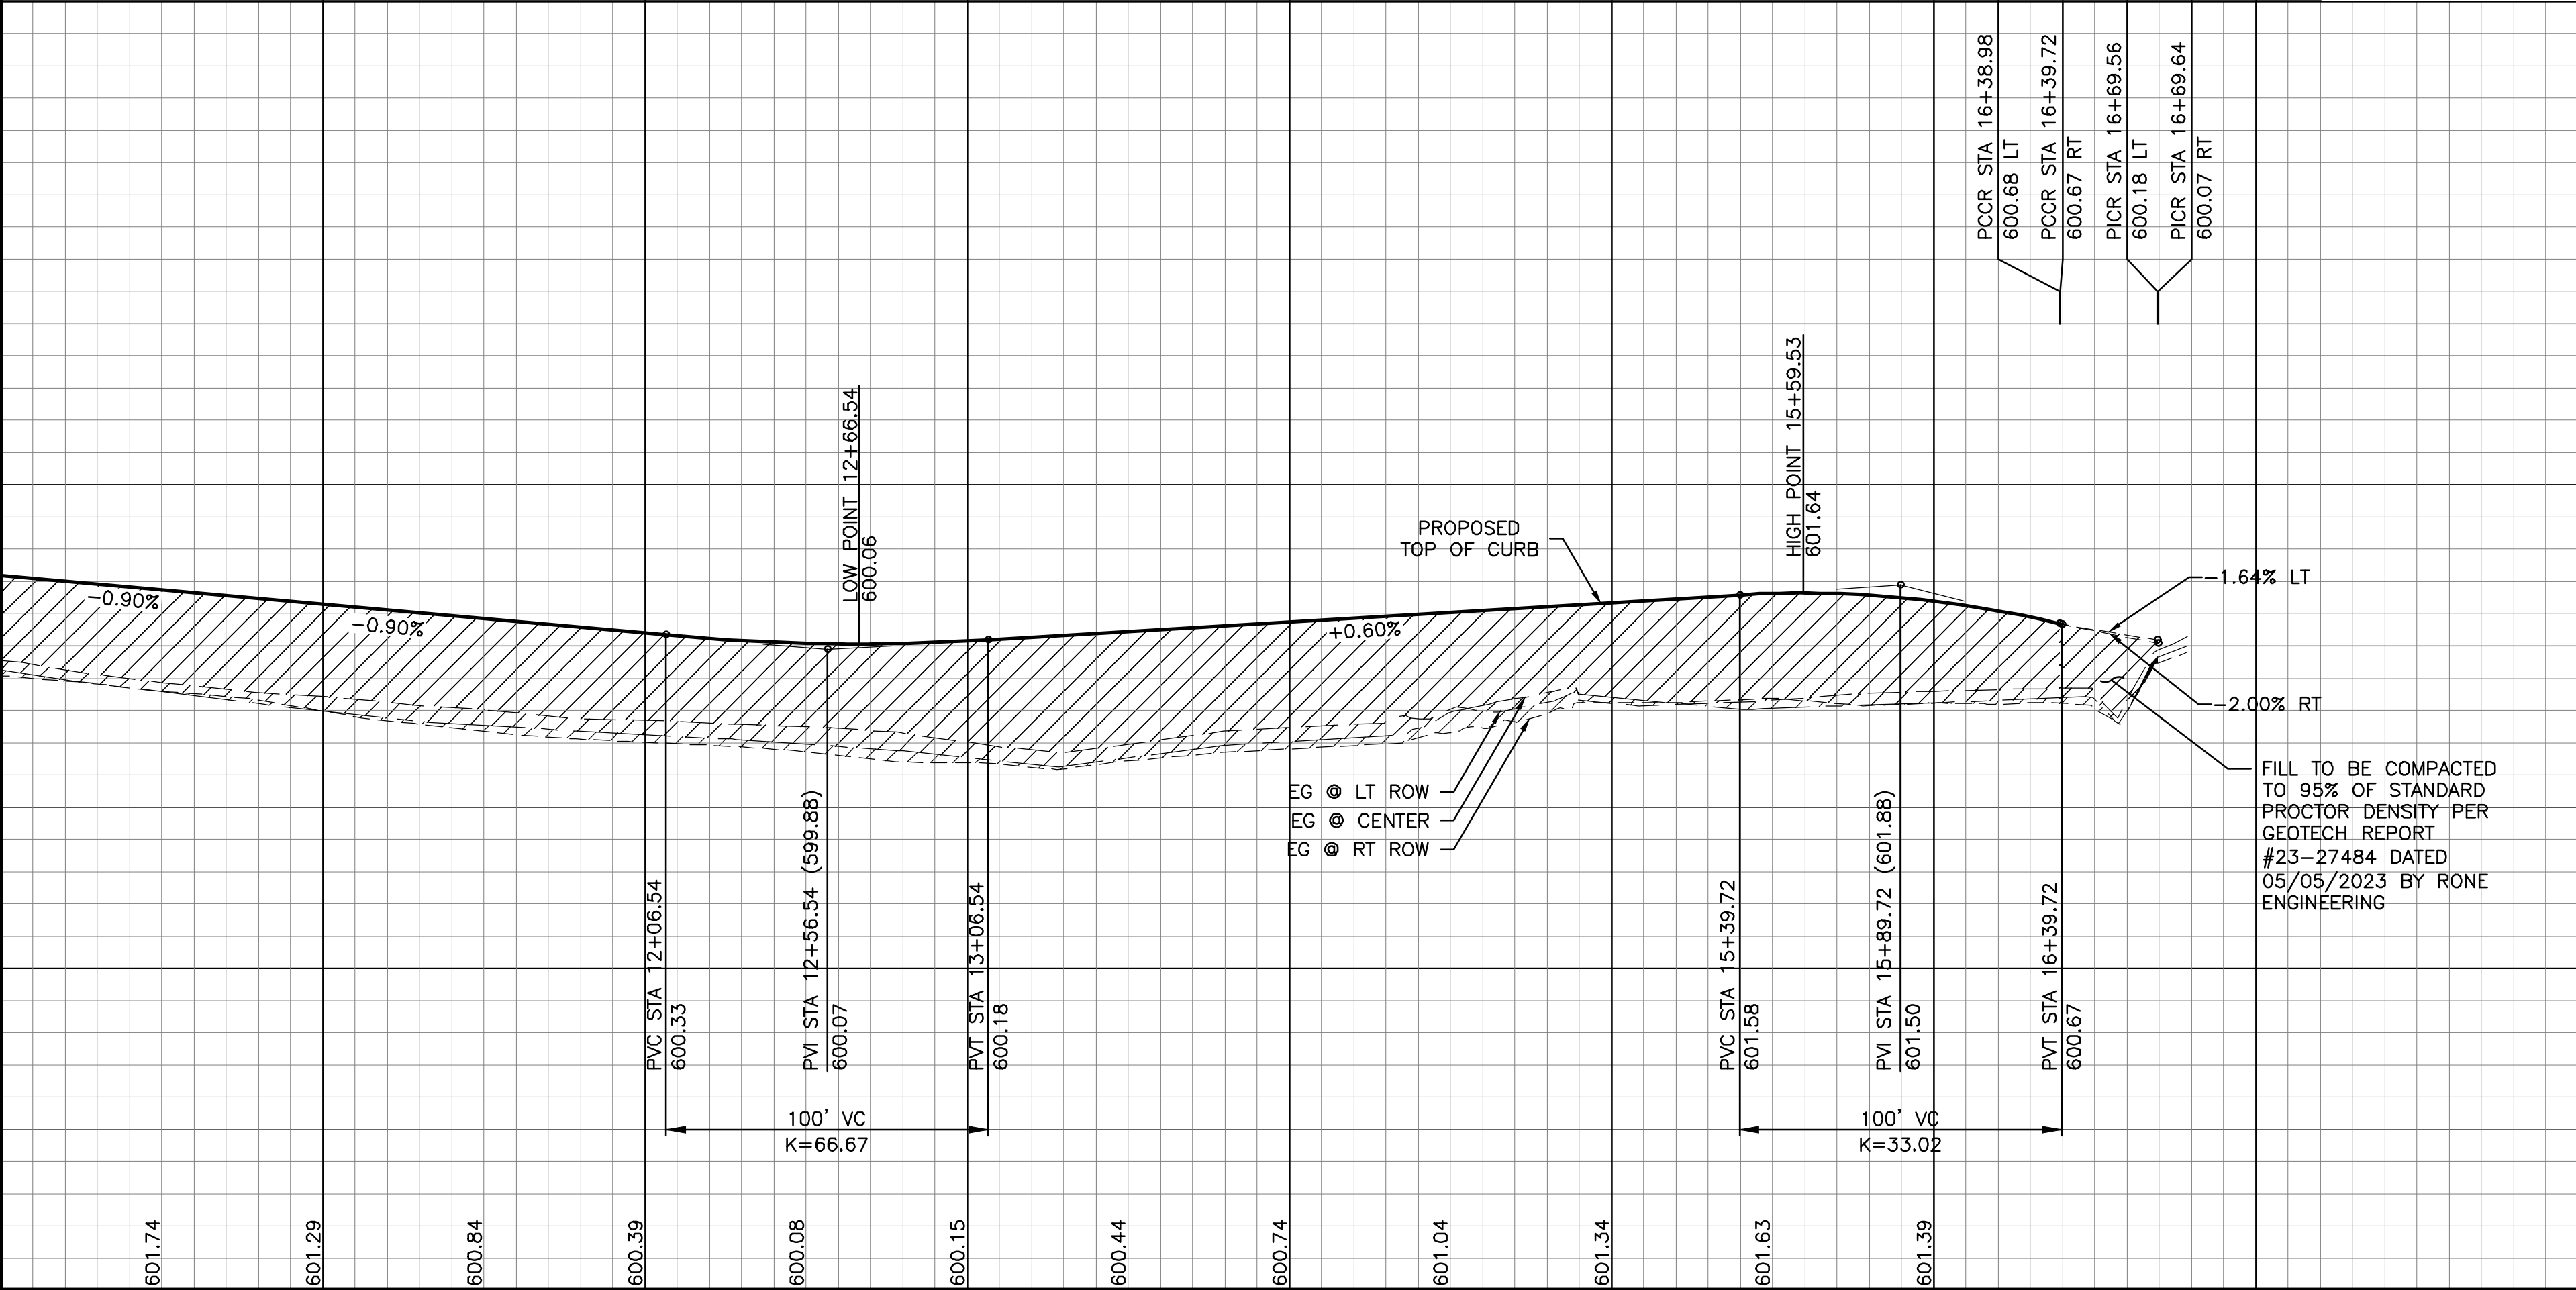 PCCR STA 16+38.98
600.68 LT
PCCR STA 16+39.72
600.67 RT
PICR STA 16+69.56
600.18 LT
PICR STA 16+69.64
600.07 RT
LOW POINT 12+66.54
600.06
HIGH POINT 15+59.53
601.64
PROPOSED
TOP OF CURB
-0.90%
-0.90%
+0.60%
-1.64% LT
-2.00% RT
EG @ LT ROW
EG @ CENTER
EG @ RT ROW
FILL TO BE COMPACTED
TO 95% OF STANDARD
PROCTOR DENSITY PER
GEOTECH REPORT
#23-27484 DATED
05/05/2023 BY RONE
ENGINEERING
PVC STA 12+06.54
600.33
PVI STA 12+56.54 (599.88)
600.07
PVT STA 13+06.54
600.18
PVC STA 15+39.72
601.58
PVI STA 15+89.72 (601.88)
601.50
PVT STA 16+39.72
600.67
100' VC
K=66.67
100' VC
K=33.02
601.74
601.29
600.84
600.39
600.08
600.15
600.44
600.74
601.04
601.34
601.63
601.39